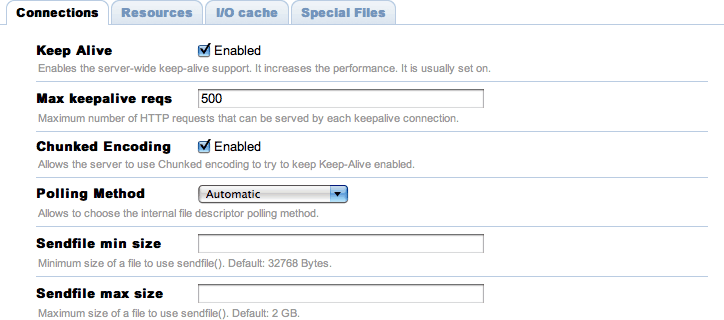 Connections Resources I/O cache Special Files
Keep Alive Enabled
Enables the server-wide keep-alive support. It increases the performance. It is usually set on.
Max keepalive reqs 500
Maximum number of HTTP requests that can be served by each keepalive connection.
Chunked Encoding Enabled
Allows the server to use Chunked encoding to try to keep Keep-Alive enabled.
Polling Method Automatic
Allows to choose the internal file descriptor polling method.
Sendfile min size
Minimum size of a file to use sendfile(). Default: 32768 Bytes.
Sendfile max size
Maximum size of a file to use sendfile(). Default: 2 GB.